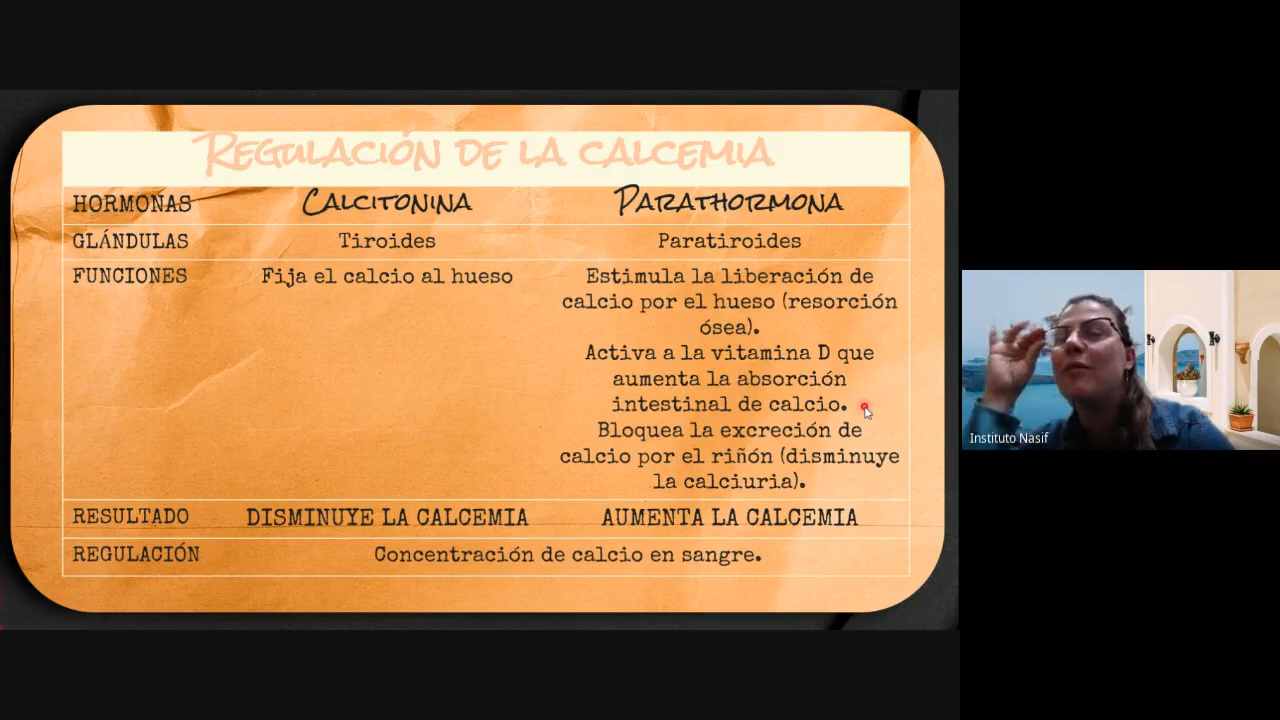 Regulación de la calcemia
HORMONAS Calcitonina Parathormona
GLÁNDULAS Tiroides Paratiroides
FUNCIONES Fija el calcio al hueso Estimula la liberación de
calcio por el hueso (resorción
ósea).
Activa a la vitamina D que
aumenta la absorción
intestinal de calcio.
Bloquea la excreción de
calcio por el riñón (disminuye
la calciuria).
RESULTADO DISMINUYE LA CALCEMIA AUMENTA LA CALCEMIA
REGULACIÓN Concentración de calcio en sangre.
Instituto Nasif